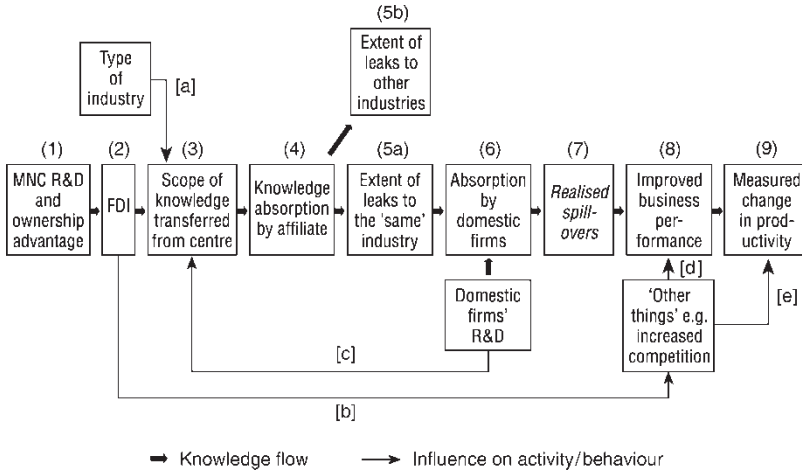 (5b)
Type
of
industry
[a]
Extent of
leaks to
other
industries
(1)
(2)
(3)
(4)
(5a)
(6)
(7)
(8)
(9)
MNC R&D
and
ownership
advantage
FDI
Scope of
knowledge
transferred
from centre
Knowledge
absorption
by affiliate
Extent of
leaks to
the 'same'
industry
Absorption
by
domestic
firms
Realised
spill-
overs
Improved
business
per-
formance
Measured
change
in prod-
uctivity
[d]
Domestic
firms'
R&D
'Other
things' e.g.
increased
competition
[e]
[c]
[b]
Knowledge flow
Influence on activity/behaviour